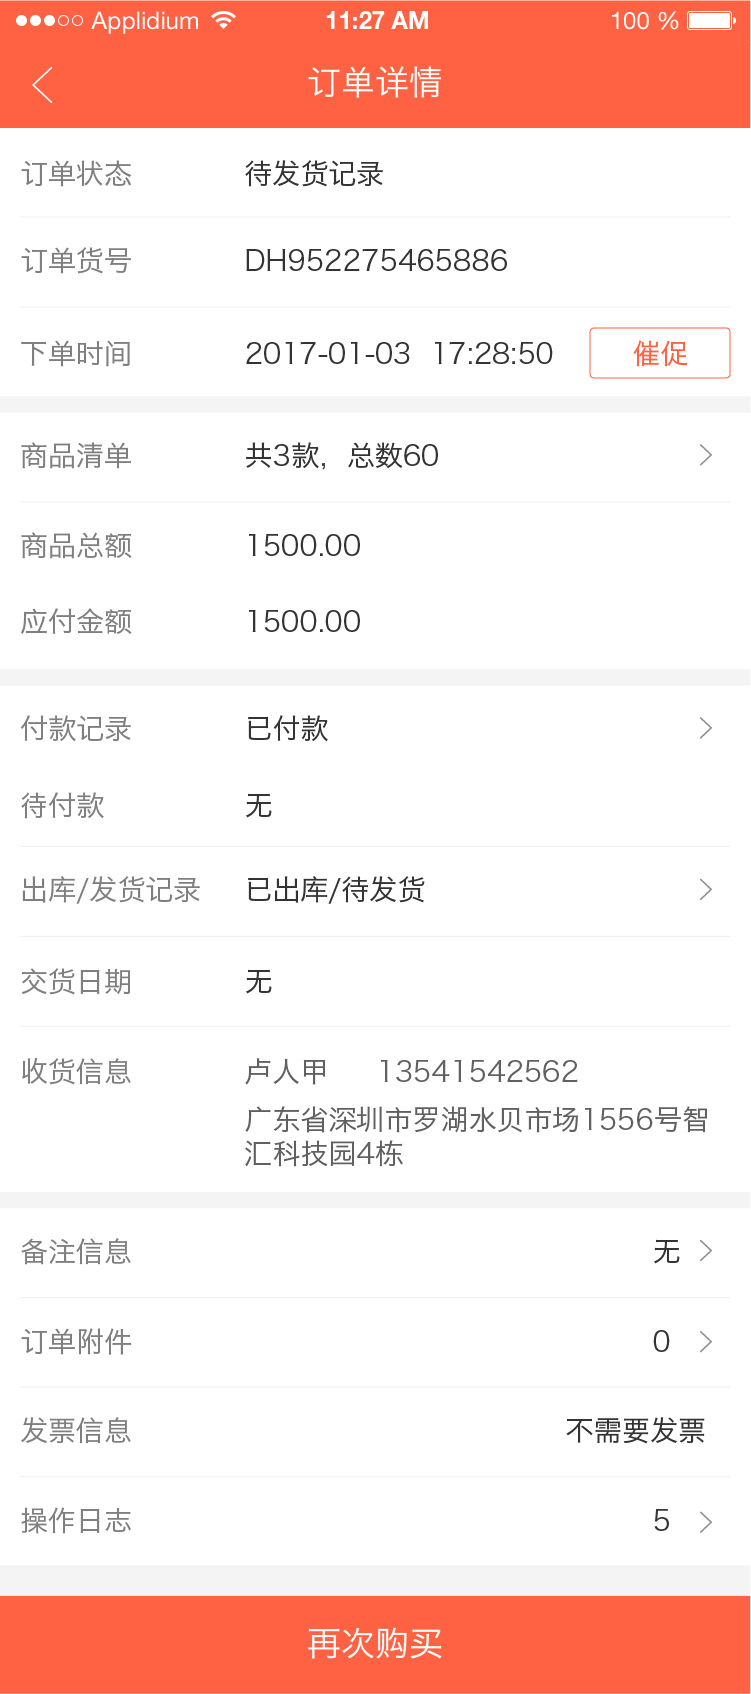 Applidium 11:27 AM 100 %
订单详情
订单状态 待发货记录
订单货号 DH952275465886
下单时间 2017-01-03 17:28:50 催促
商品清单 共3款，总数60
商品总额 1500.00
应付金额 1500.00
付款记录 已付款
待付款 无
出库/发货记录 已出库/待发货
交货日期 无
收货信息 卢人甲 13541542562
广东省深圳市罗湖水贝市场1556号智
汇科技园4栋
备注信息 无
订单附件 0
发票信息 不需要发票
操作日志 5
再次购买